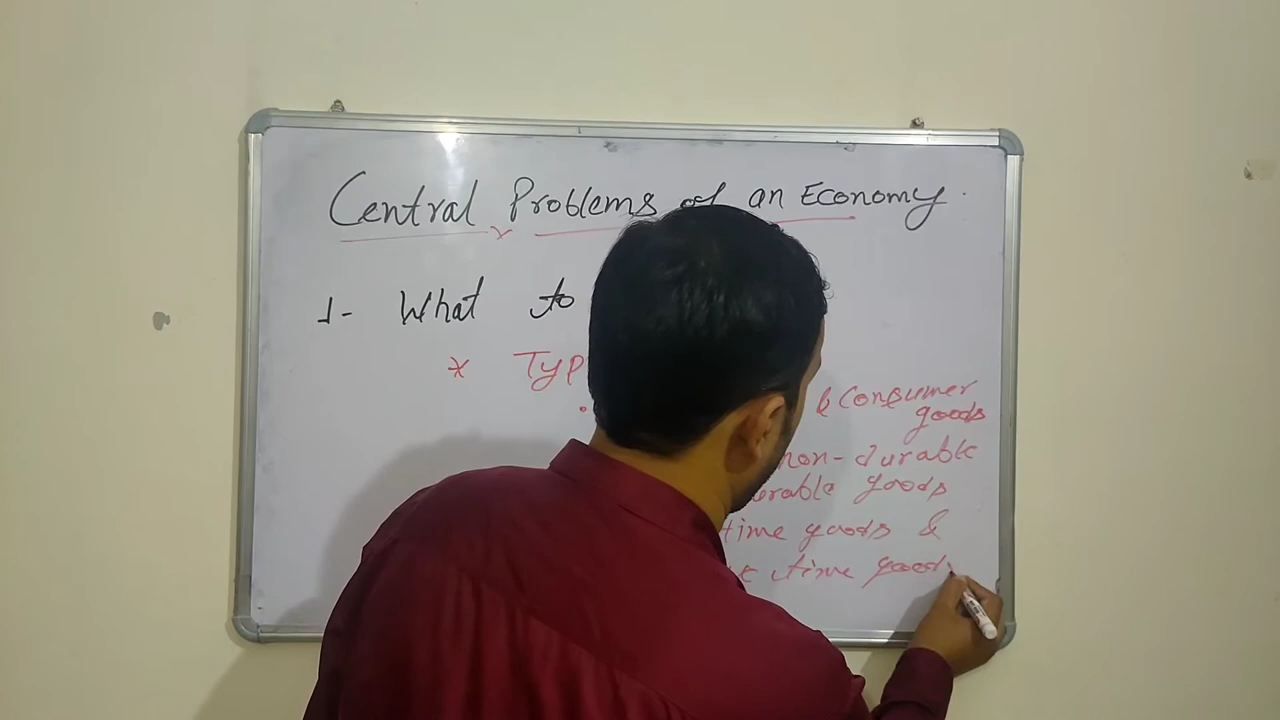 Central Problems of an Economy.
1- What to
* Typ
& Consumer
goods
non-durable
durable goods
time goods &
time goods